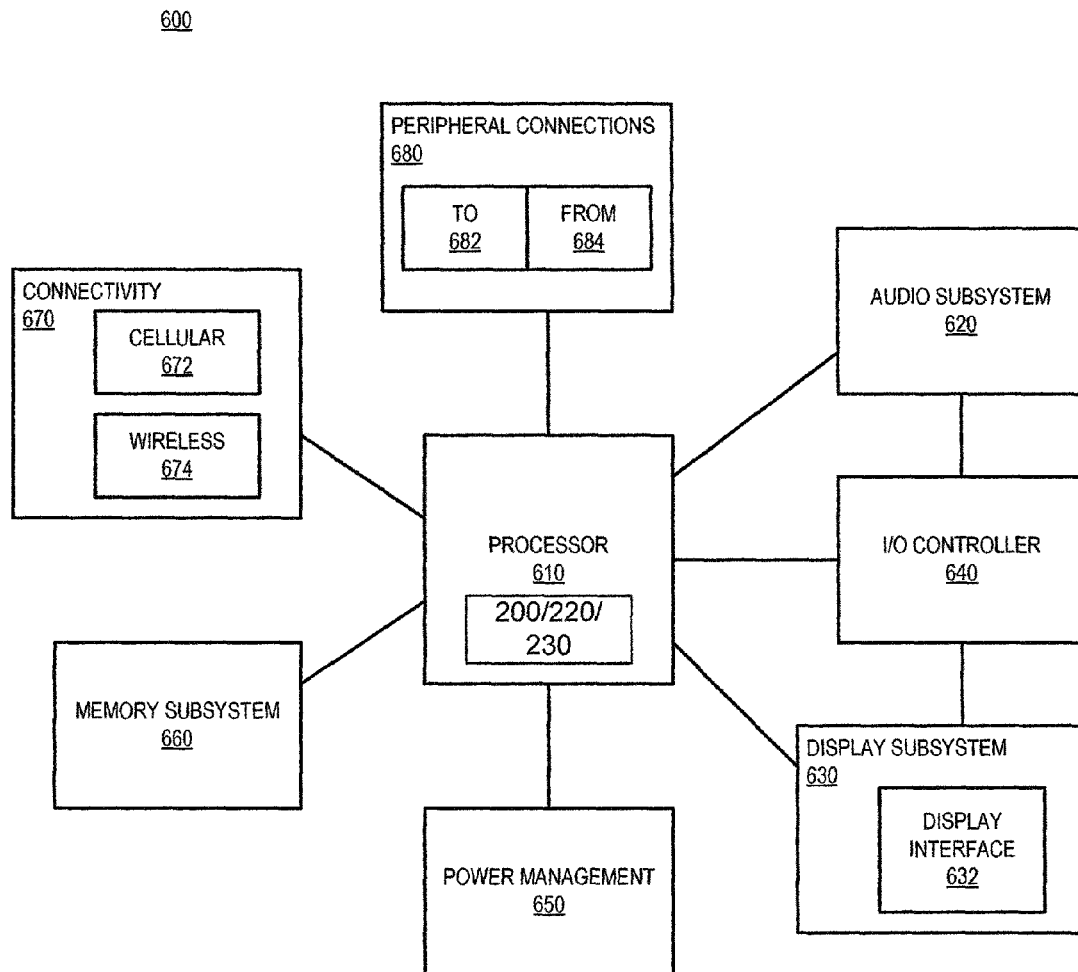 600
PERIPHERAL CONNECTIONS
680
TO
682
FROM
684
CONNECTIVITY
670
CELLULAR
672
WIRELESS
674
AUDIO SUBSYSTEM
620
PROCESSOR
610
200/220/
230
I/O CONTROLLER
640
MEMORY SUBSYSTEM
660
DISPLAY SUBSYSTEM
630
DISPLAY
INTERFACE
632
POWER MANAGEMENT
650